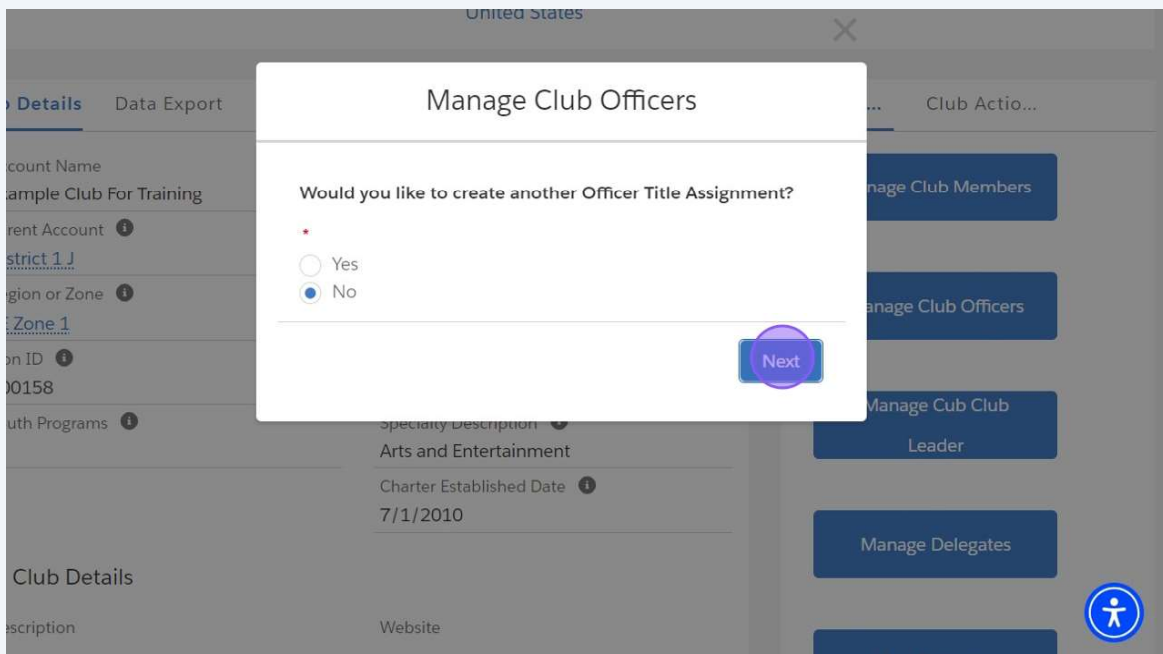 United States
Details Data Export
Manage Club Officers
... Club Actio...
count Name
ample Club For Training
rent Account
strict 1 J
gion or Zone
E Zone 1
on ID
00158
uth Programs
Would you like to create another Officer Title Assignment?
*
Yes
No
Next
Specialty Description
Arts and Entertainment
Charter Established Date
7/1/2010
Club Details
escription
Website
nage Club Members
anage Club Officers
Manage Cub Club
Leader
Manage Delegates